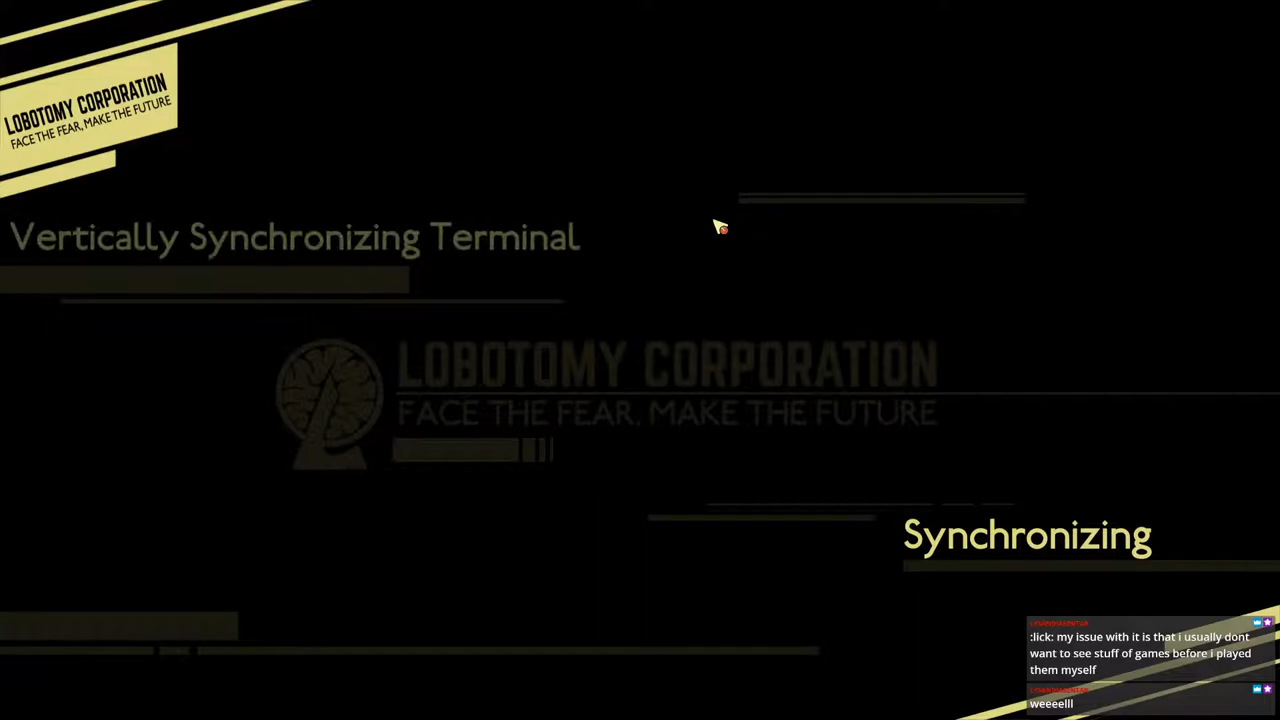 LOBOTOMY CORPORATION
FACE THE FEAR, MAKE THE FUTURE
Vertically Synchronizing Terminal
LOBOTOMY CORPORATION
FACE THE FEAR, MAKE THE FUTURE
Synchronizing
:lick: my issue with it is that i usually dont
want to see stuff of games before i played
them myself
weeeelll